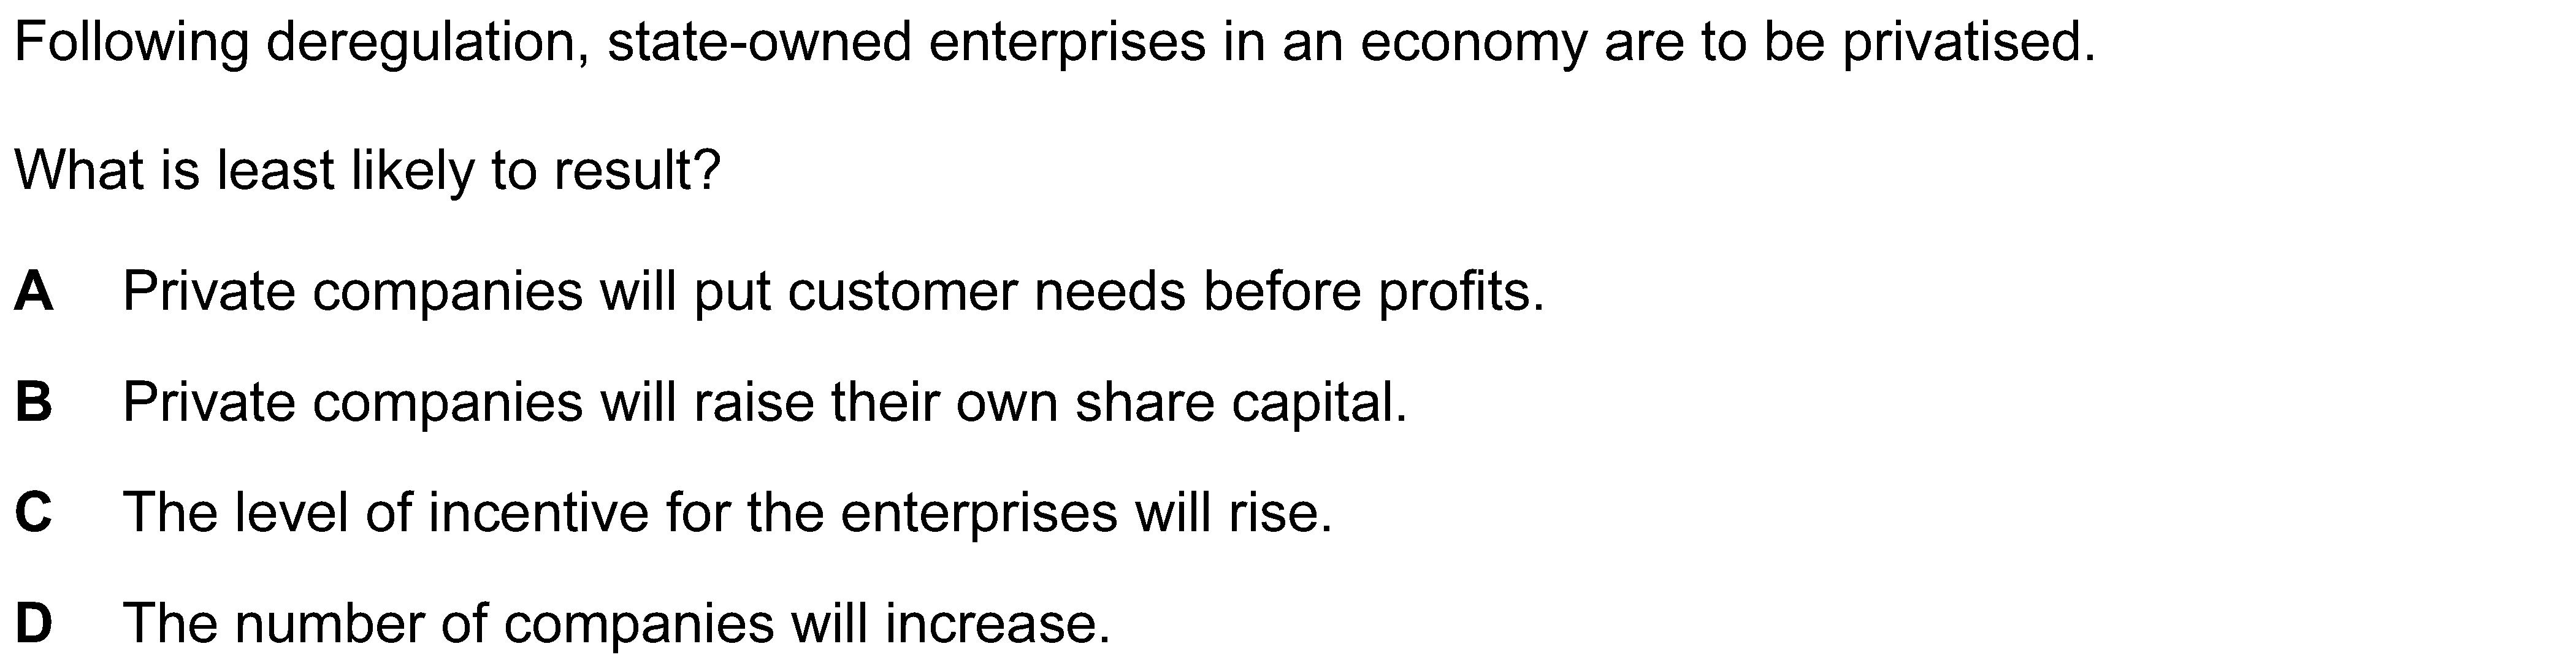 Following deregulation, state-owned enterprises in an economy are to be privatised.
What is least likely to result?
A Private companies will put customer needs before profits.
B Private companies will raise their own share capital.
C The level of incentive for the enterprises will rise.
D The number of companies will increase.